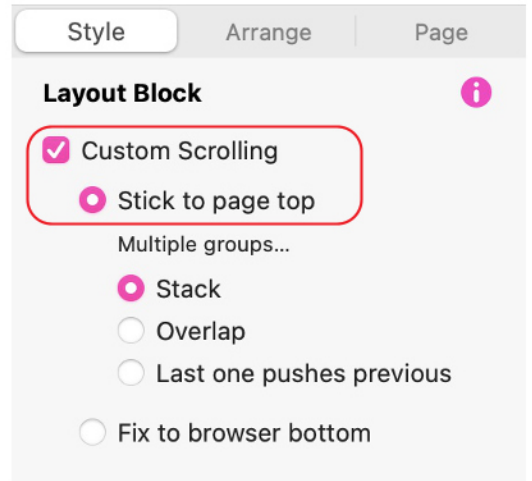 Style Arrange Page
Layout Block
Custom Scrolling
Stick to page top
Multiple groups...
Stack
Overlap
Last one pushes previous
Fix to browser bottom